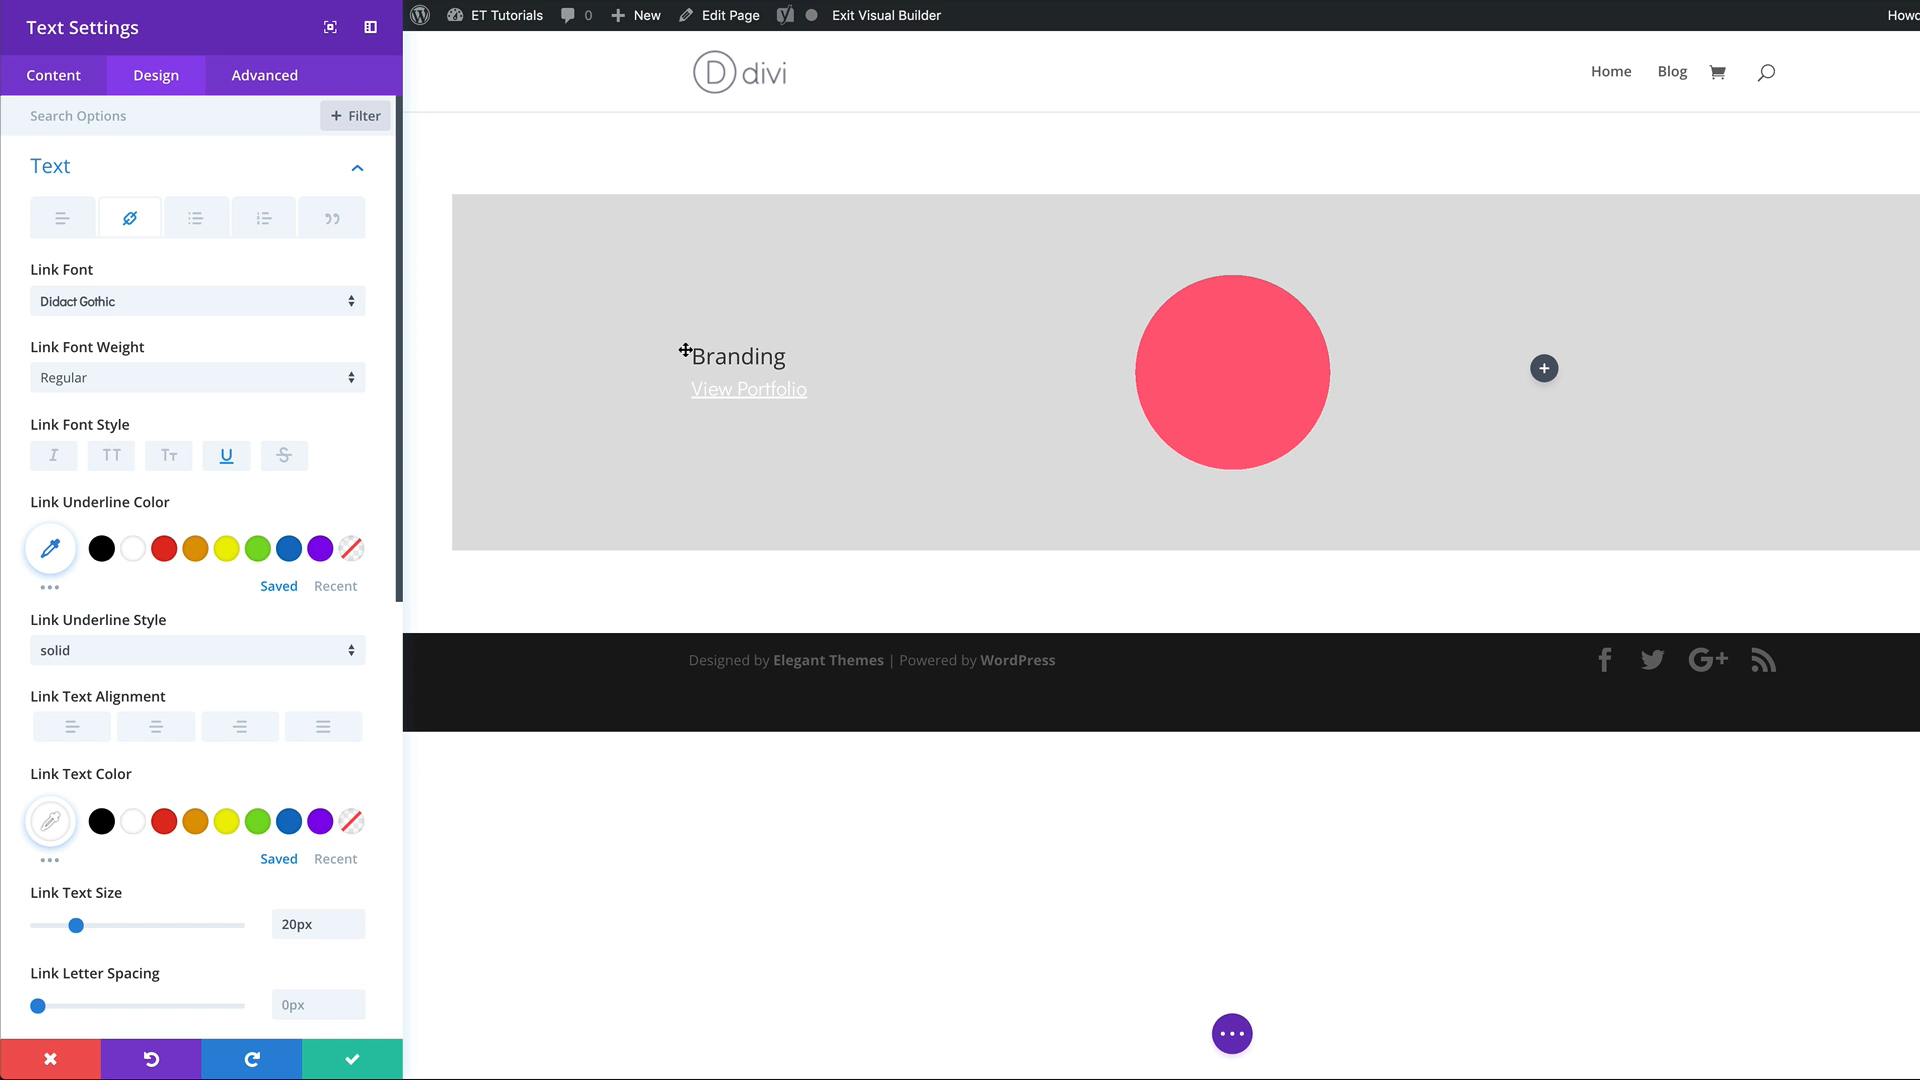 Text Settings
Content Design Advanced
Search Options
+ Filter
Text
Link Font
Didact Gothic
Link Font Weight
Regular
Link Font Style
I TT Tt U S
Link Underline Color
Saved Recent
Link Underline Style
solid
Link Text Alignment
Link Text Color
Saved Recent
Link Text Size
20px
Link Letter Spacing
0px
ET Tutorials 0 New Edit Page Exit Visual Builder
D divi
Home Blog
Branding
View Portfolio
Designed by Elegant Themes | Powered by WordPress